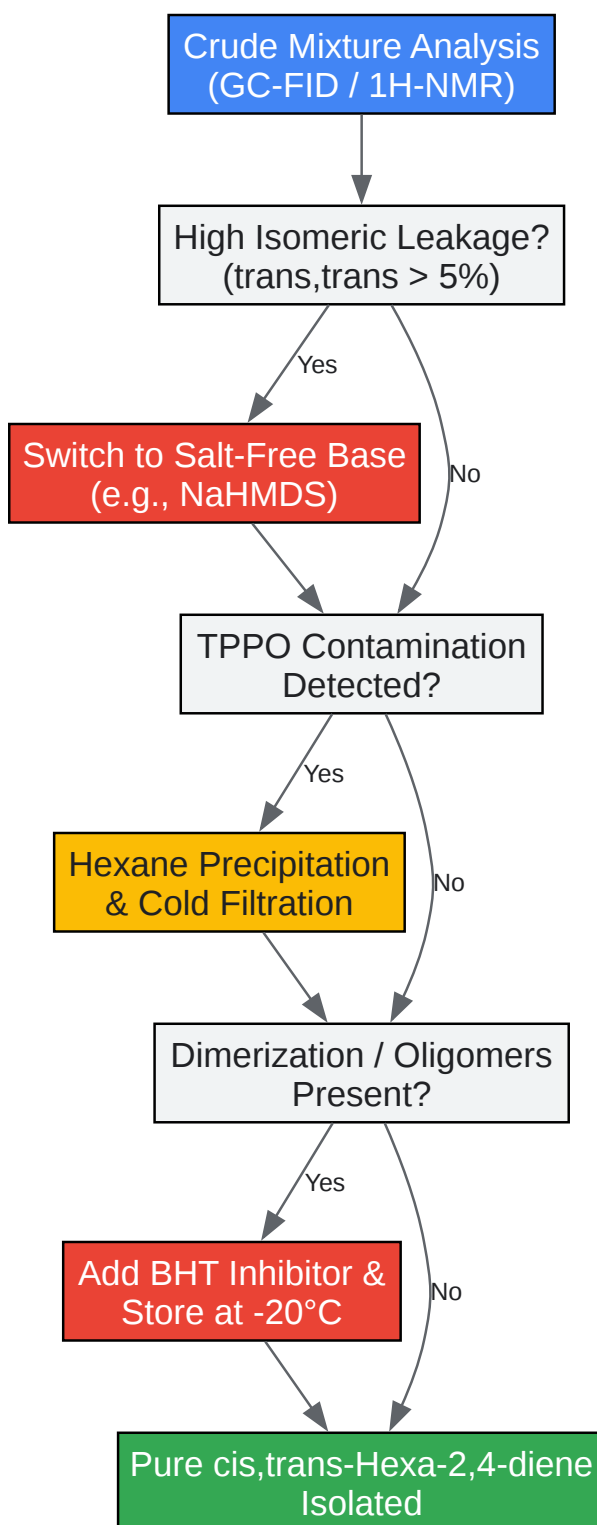 Crude Mixture Analysis
(GC-FID / 1H-NMR)
High Isomeric Leakage?
(trans,trans > 5%)
Yes
Switch to Salt-Free Base
(e.g., NaHMDS)
No
TPPO Contamination
Detected?
Yes
Hexane Precipitation
& Cold Filtration
No
Dimerization / Oligomers
Present?
Yes
Add BHT Inhibitor &
Store at -20°C
No
Pure cis,trans-Hexa-2,4-diene
Isolated